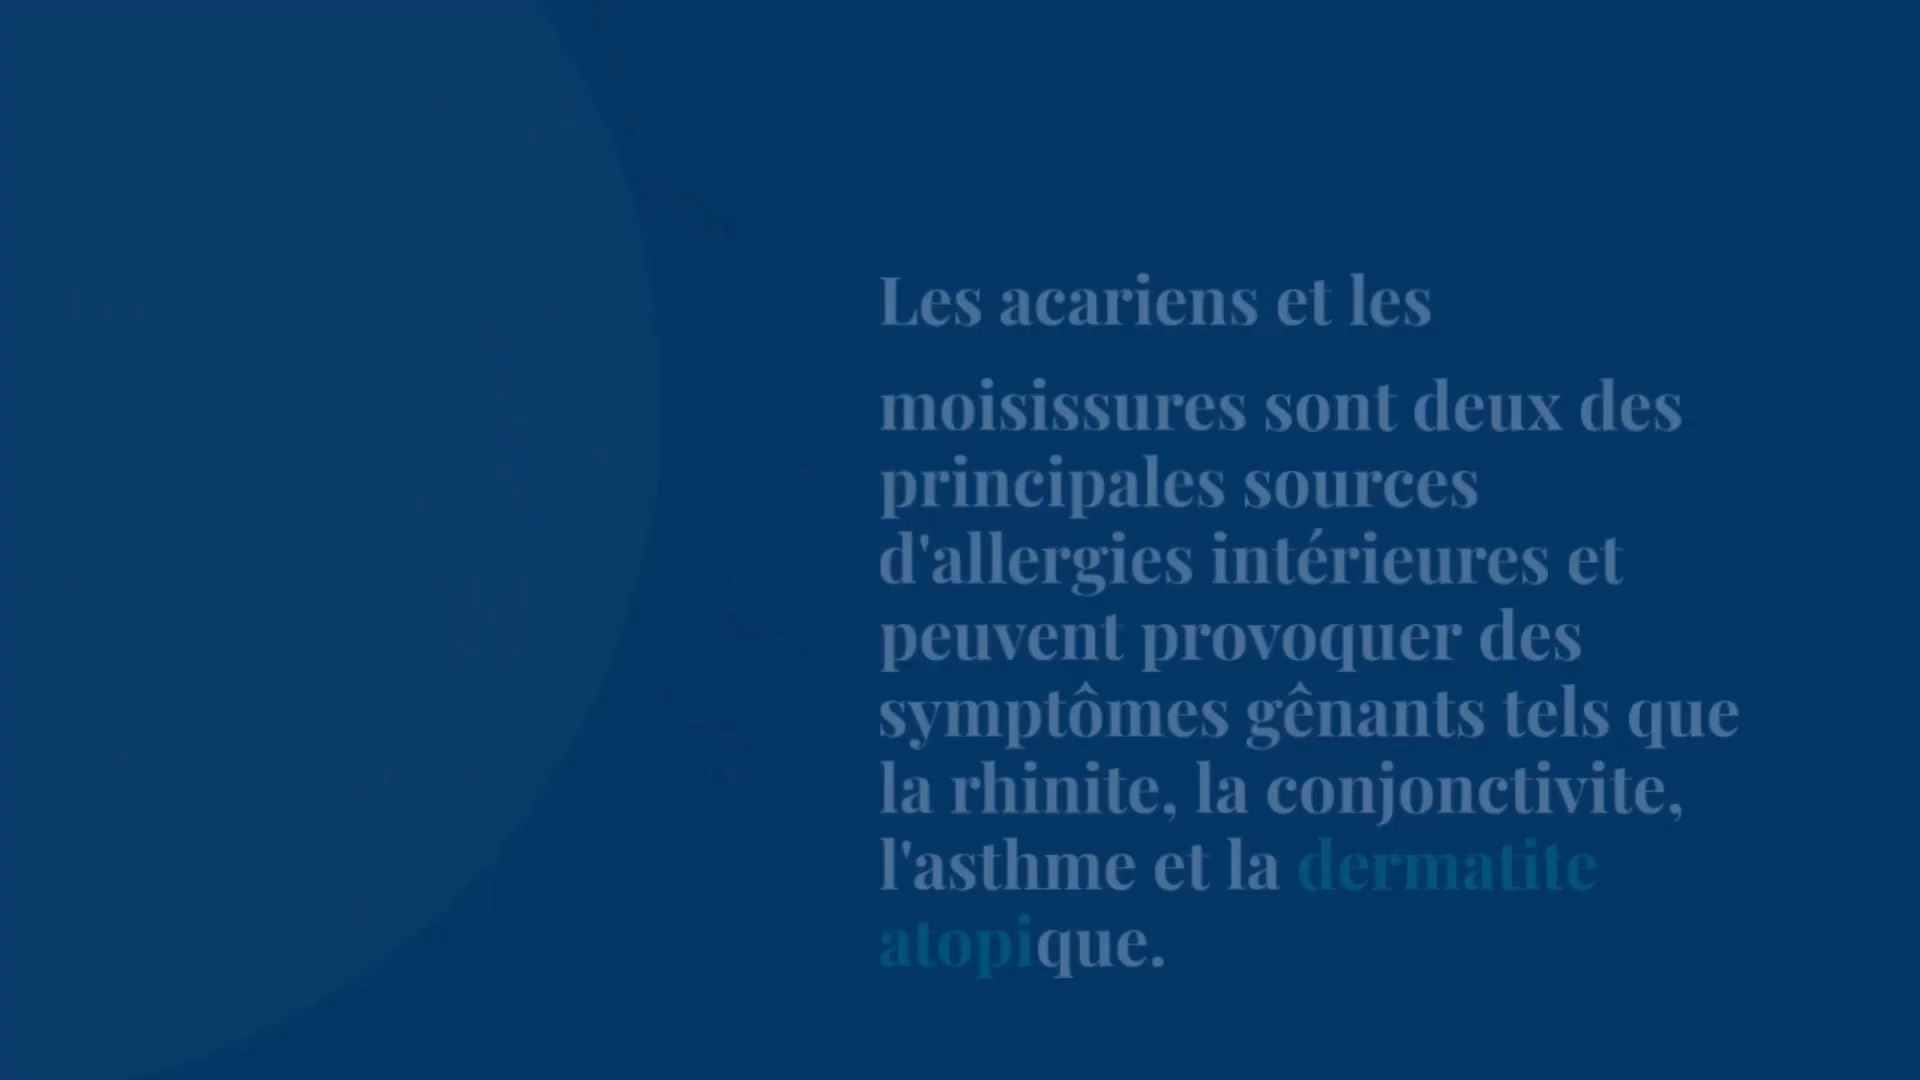 Les acariens et les
moisissures sont deux des
principales sources
d'allergies intérieures et
peuvent provoquer des
symptômes gênants tels que
la rhinite, la conjonctivite,
l'asthme et la dermatite
atopique.